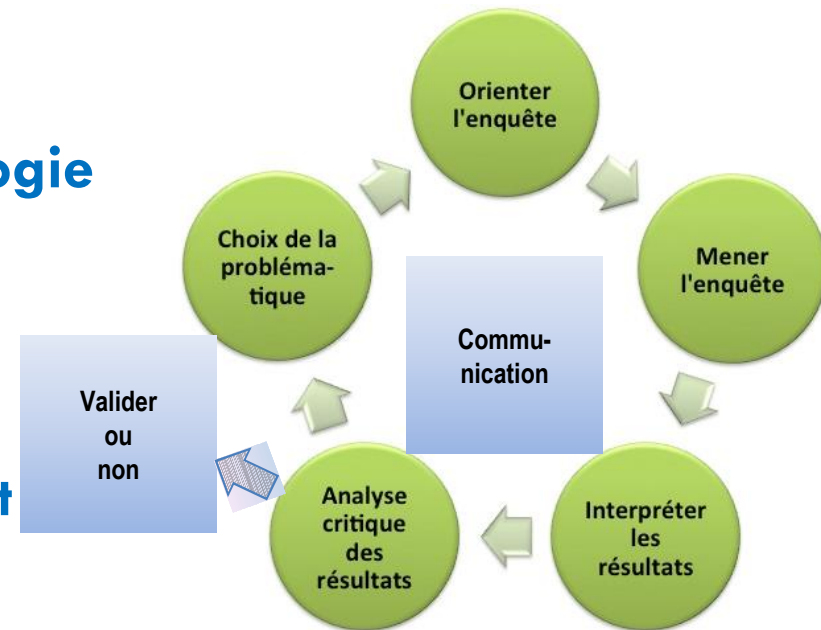 Orienter
l'enquête
ogie
Choix de la
probléma-
tique
Mener
l'enquête
Commu-
nication
Valider
ou
non
t
Analyse
critique
des
résultats
Interpréter
les
résultats